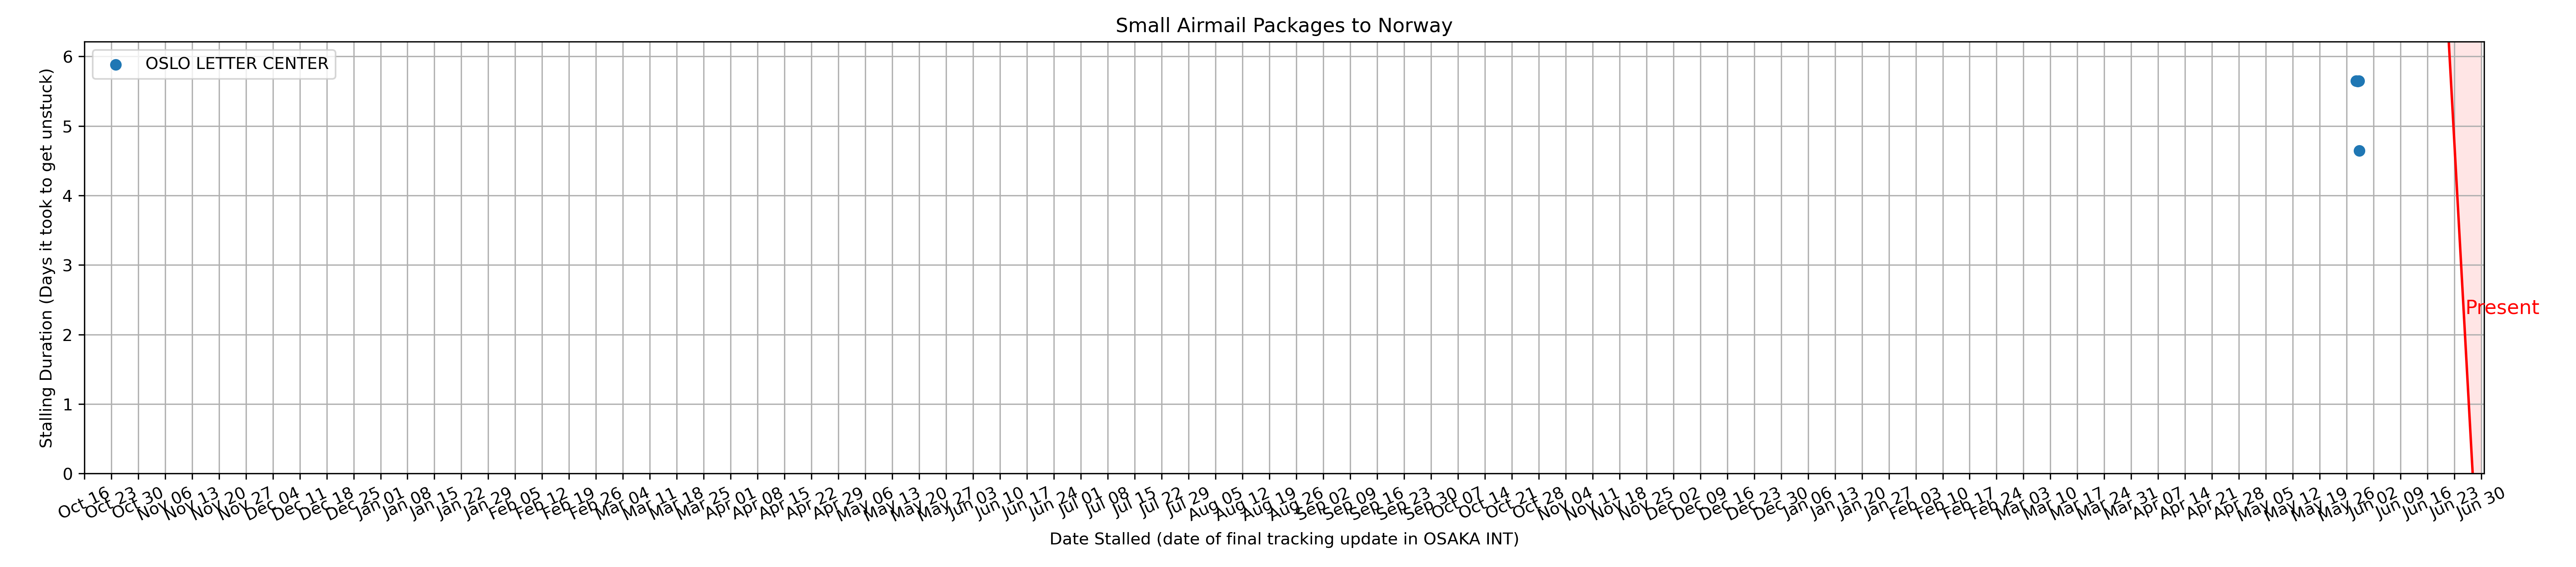 Small Airmail Packages to Norway
OSLO LETTER CENTER
Stalling Duration (Days it took to get unstuck)
6
5
4
3
2
1
0
Present
Oct 16 Oct 23 Oct 30 Nov 06 Nov 13 Nov 20 Nov 27 Dec 04 Dec 11 Dec 18 Dec 25 Jan 01 Jan 08 Jan 15 Jan 22 Jan 29 Feb 05 Feb 12 Feb 19 Feb 26 Mar 04 Mar 11 Mar 18 Mar 25 Apr 01 Apr 08 Apr 15 Apr 22 Apr 29 May 06 May 13 May 20 May 27 Jun 03 Jun 10 Jun 17 Jun 24 Jul 01 Jul 08 Jul 15 Jul 22 Jul 29 Aug 05 Aug 12 Aug 19 Aug 26 Sep 02 Sep 09 Sep 16 Sep 23 Sep 30 Oct 07 Oct 14 Oct 21 Oct 28 Nov 04 Nov 11 Nov 18 Nov 25 Dec 02 Dec 09 Dec 16 Dec 23 Dec 30 Jan 06 Jan 13 Jan 20 Jan 27 Feb 03 Feb 10 Feb 17 Feb 24 Mar 03 Mar 10 Mar 17 Mar 24 Mar 31 Apr 07 Apr 14 Apr 21 Apr 28 May 05 May 12 May 19 May 26 Jun 02 Jun 09 Jun 16 Jun 23 Jun 30
Date Stalled (date of final tracking update in OSAKA INT)